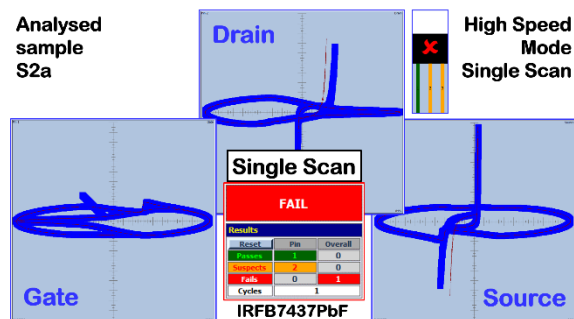 Analysed
sample
S2a
Drain
High Speed
Mode
Single Scan
Single Scan
FAIL
Results
Reset Pin Overall
Passes 1 0
Suspects 2 0
Fails 0 1
Cycles 1
IRFB7437PbF
Gate
Source